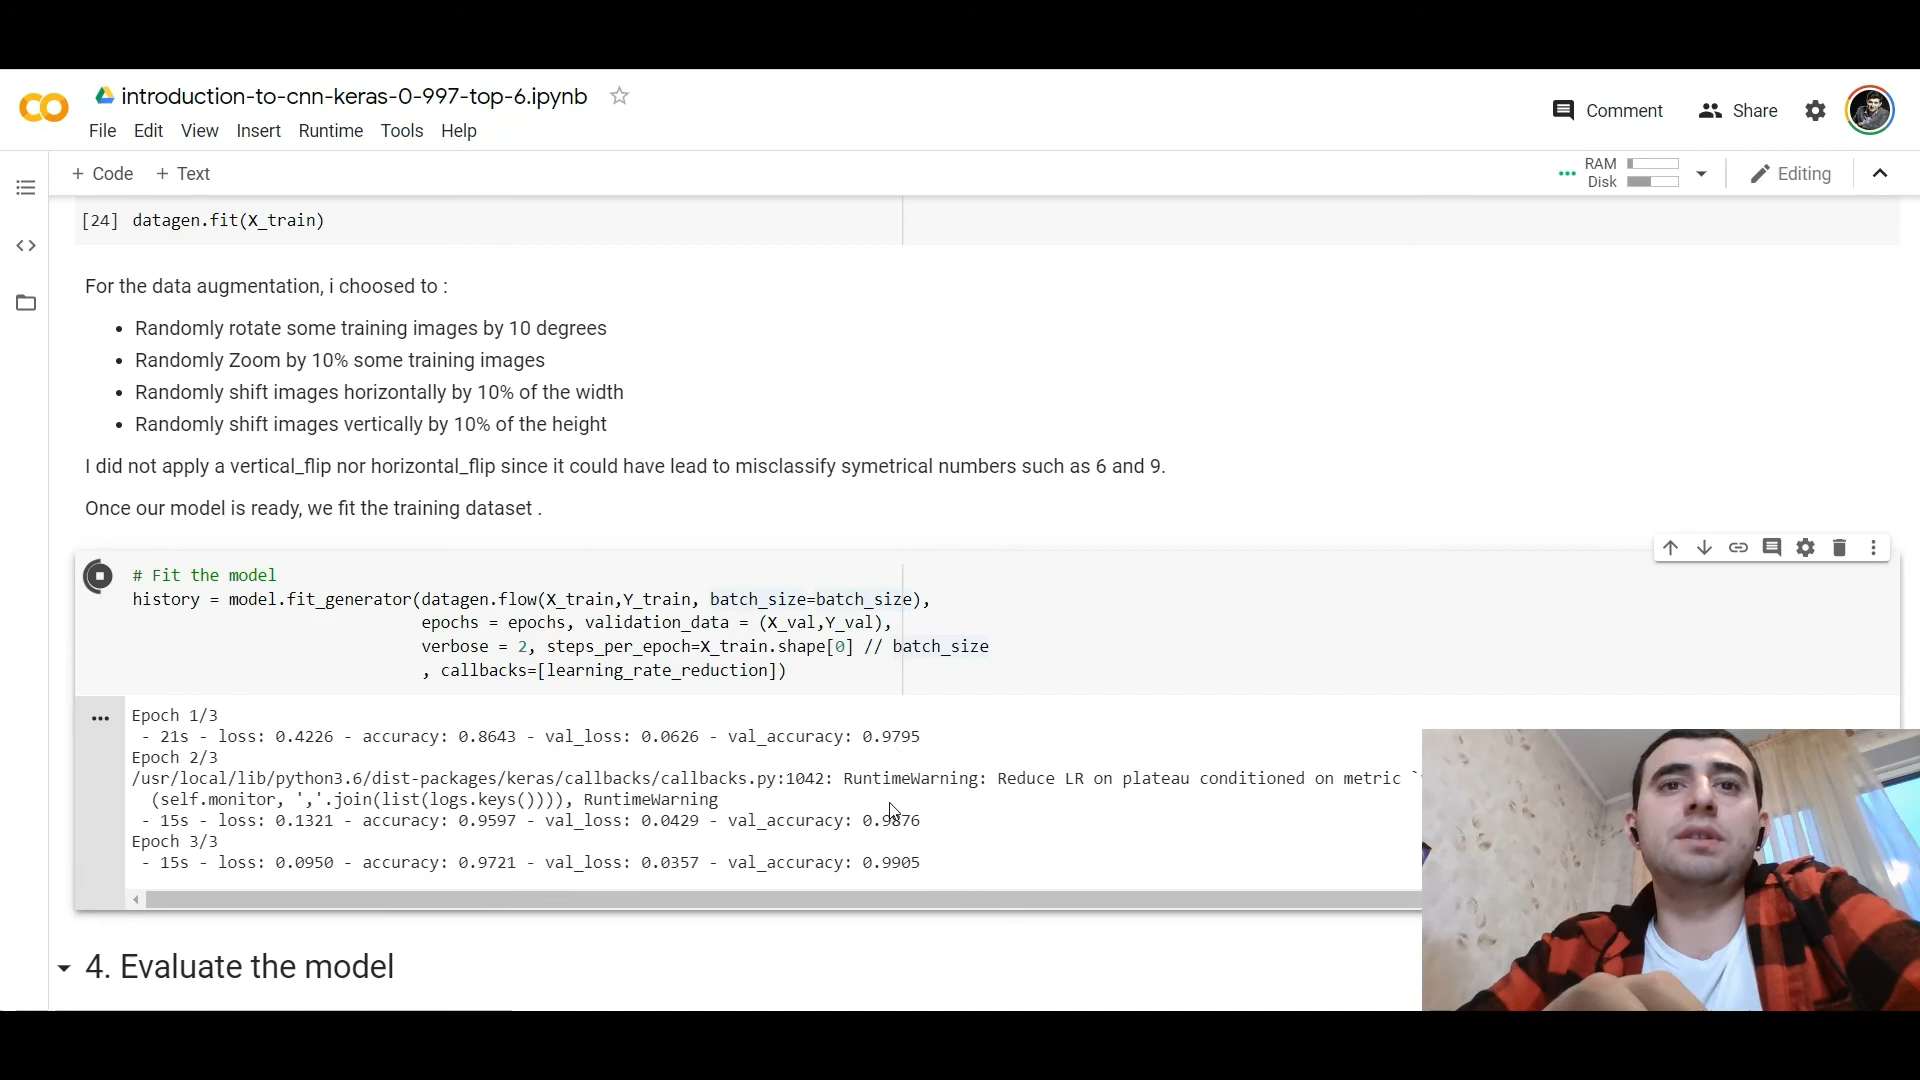 introduction-to-cnn-keras-0-997-top-6.ipynb
Comment
Share
File Edit View Insert Runtime Tools Help
+ Code + Text
RAM
Disk
Editing
[24] datagen.fit(X_train)
For the data augmentation, i choosed to :
• Randomly rotate some training images by 10 degrees
• Randomly Zoom by 10% some training images
• Randomly shift images horizontally by 10% of the width
• Randomly shift images vertically by 10% of the height
I did not apply a vertical_flip nor horizontal_flip since it could have lead to misclassify symetrical numbers such as 6 and 9.
Once our model is ready, we fit the training dataset .
# Fit the model
history = model.fit_generator(datagen.flow(X_train,Y_train, batch_size=batch_size),
epochs = epochs, validation_data = (X_val,Y_val),
verbose = 2, steps_per_epoch=X_train.shape[0] // batch_size
, callbacks=[learning_rate_reduction])
Epoch 1/3
- 21s - loss: 0.4226 - accuracy: 0.8643 - val_loss: 0.0626 - val_accuracy: 0.9795
Epoch 2/3
/usr/local/lib/python3.6/dist-packages/keras/callbacks/callbacks.py:1042: RuntimeWarning: Reduce LR on plateau conditioned on metric `
(self.monitor, ','.join(list(logs.keys()))), RuntimeWarning
- 15s - loss: 0.1321 - accuracy: 0.9597 - val_loss: 0.0429 - val_accuracy: 0.9876
Epoch 3/3
- 15s - loss: 0.0950 - accuracy: 0.9721 - val_loss: 0.0357 - val_accuracy: 0.9905
4. Evaluate the model